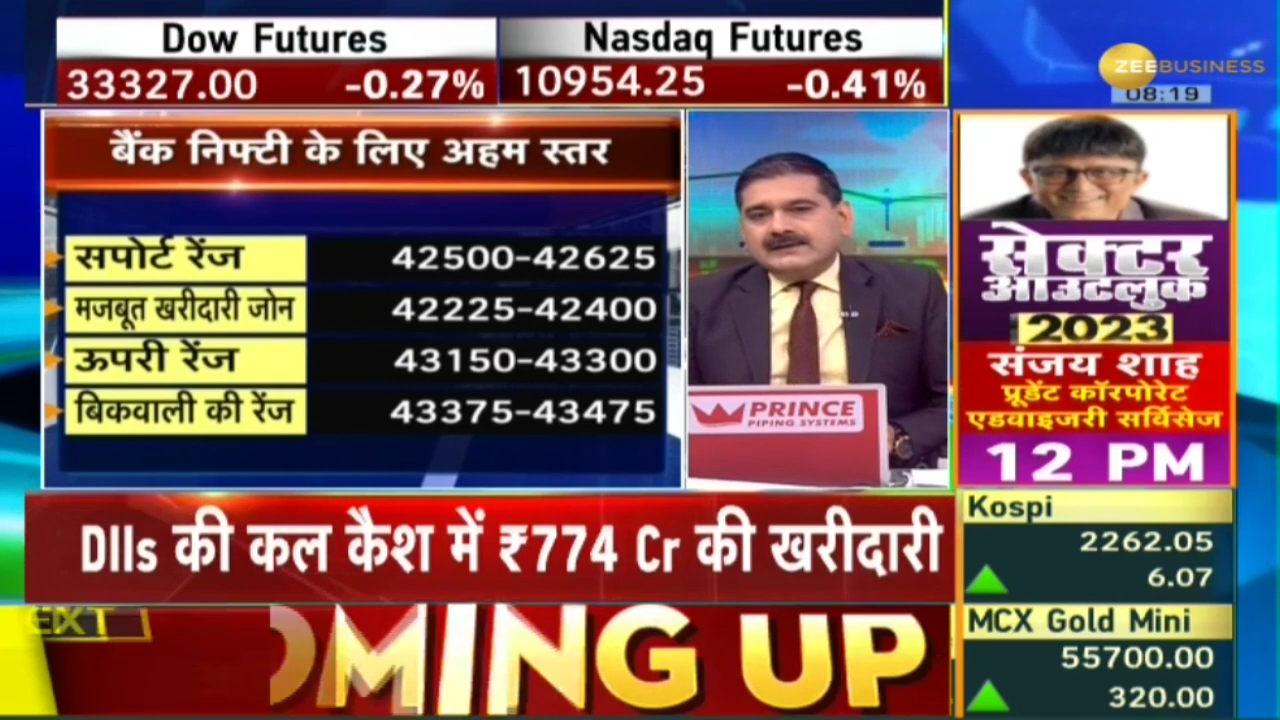 Dow Futures
33327.00 -0.27%
Nasdaq Futures
10954.25 -0.41%
ZEEBUSINESS
08:19
बैंक निफ्टी के लिए अहम स्तर
सपोर्ट रेंज 42500-42625
मजबूत खरीदारी जोन 42225-42400
ऊपरी रेंज 43150-43300
बिकवाली की रेंज 43375-43475
PRINCE
PIPING SYSTEMS
सेक्टर
आउटलुक
2023
संजय शाह
प्रूडेंट कॉरपोरेट
एडवाइजरी सर्विसेज
12 PM
DIIs की कल कैश में ₹774 Cr की खरीदारी
Kospi
2262.05
6.07
MCX Gold Mini
55700.00
320.00
EXT
OMING UP